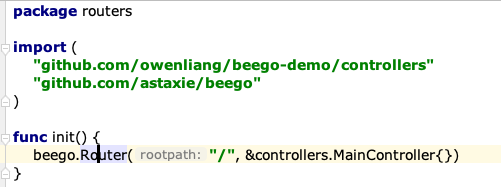 package routers
import (
"github.com/owenliang/beego-demo/controllers"
"github.com/astaxie/beego"
)
func init() {
beego.Router( rootpath: "/", &controllers.MainController{})
}